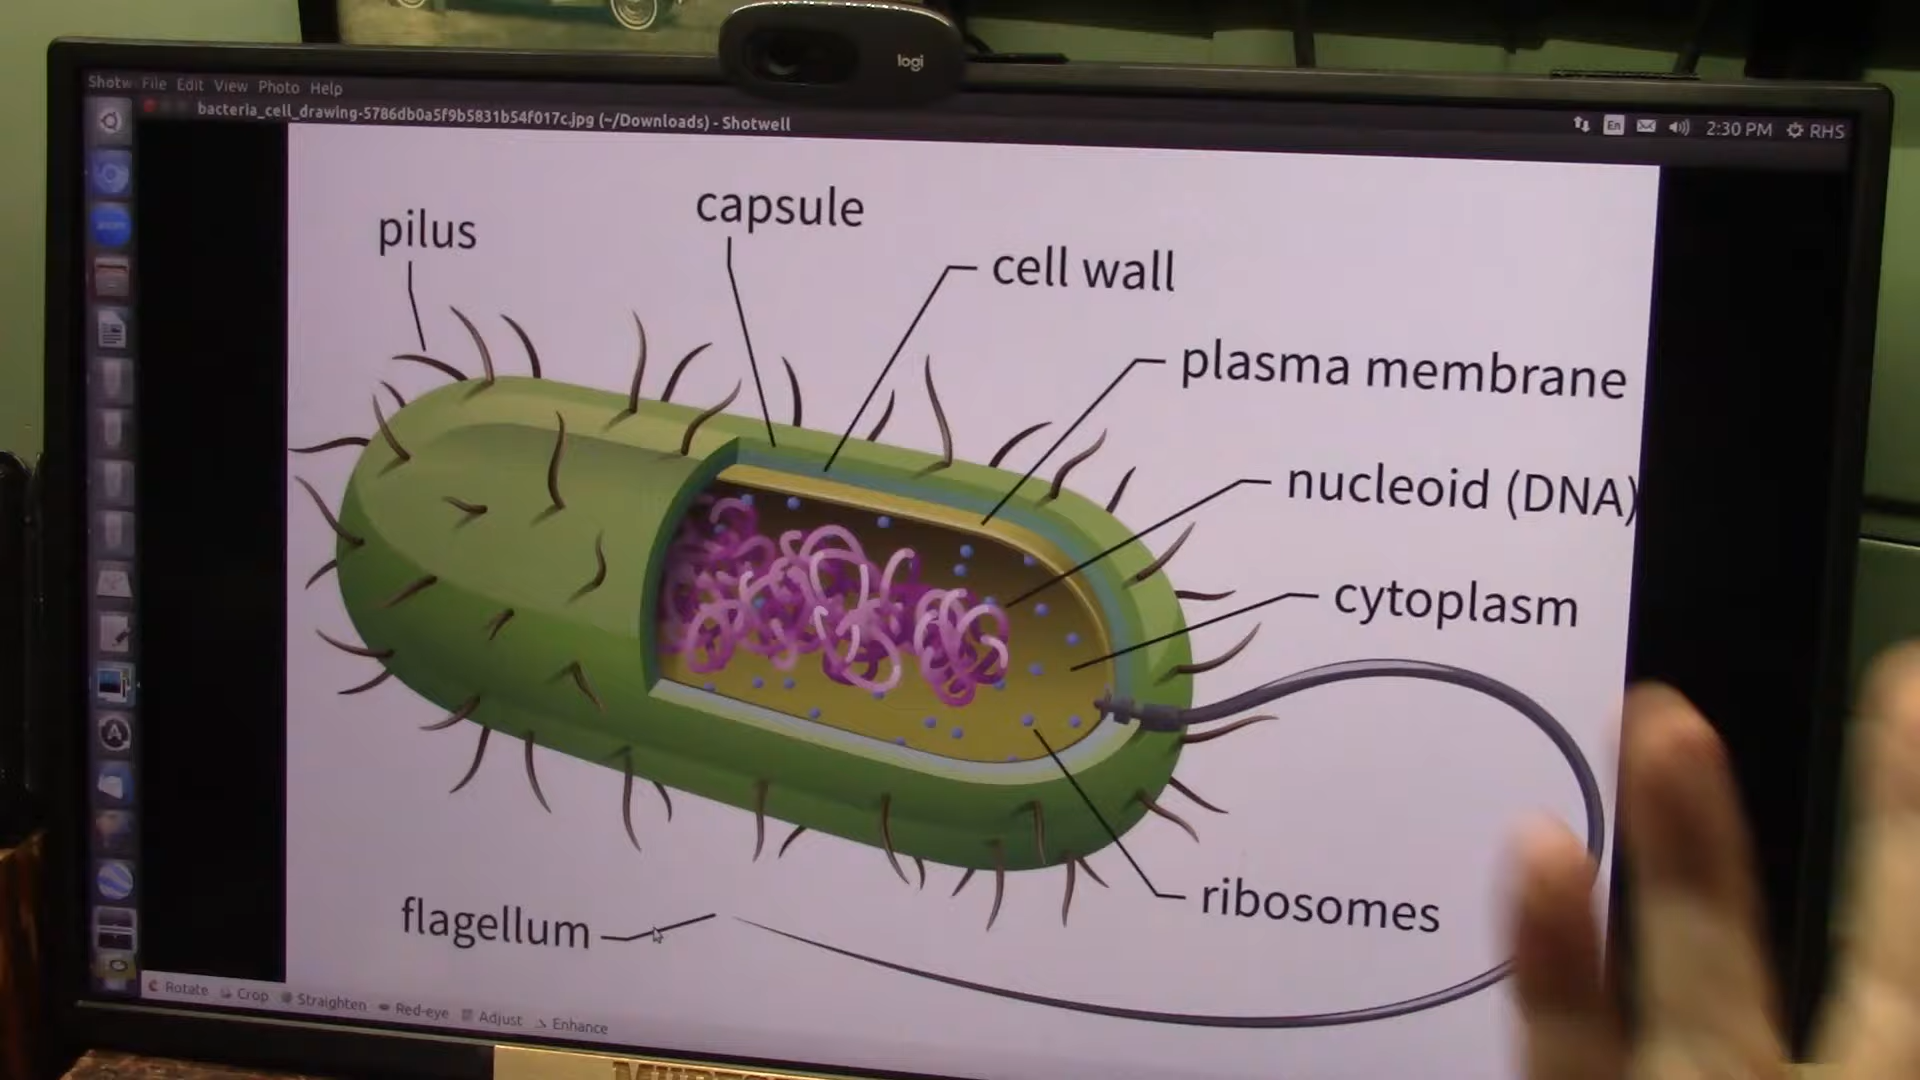 logi
Shotw File Edit View Photo Help
bacteria_cell_drawing-5786db0a5f9b5831b54f017c.jpg (~/Downloads) - Shotwell
En 2:30 PM RHS
pilus
capsule
cell wall
plasma membrane
nucleoid (DNA)
cytoplasm
ribosomes
flagellum
Rotate Crop Straighten Red-eye Adjust Enhance